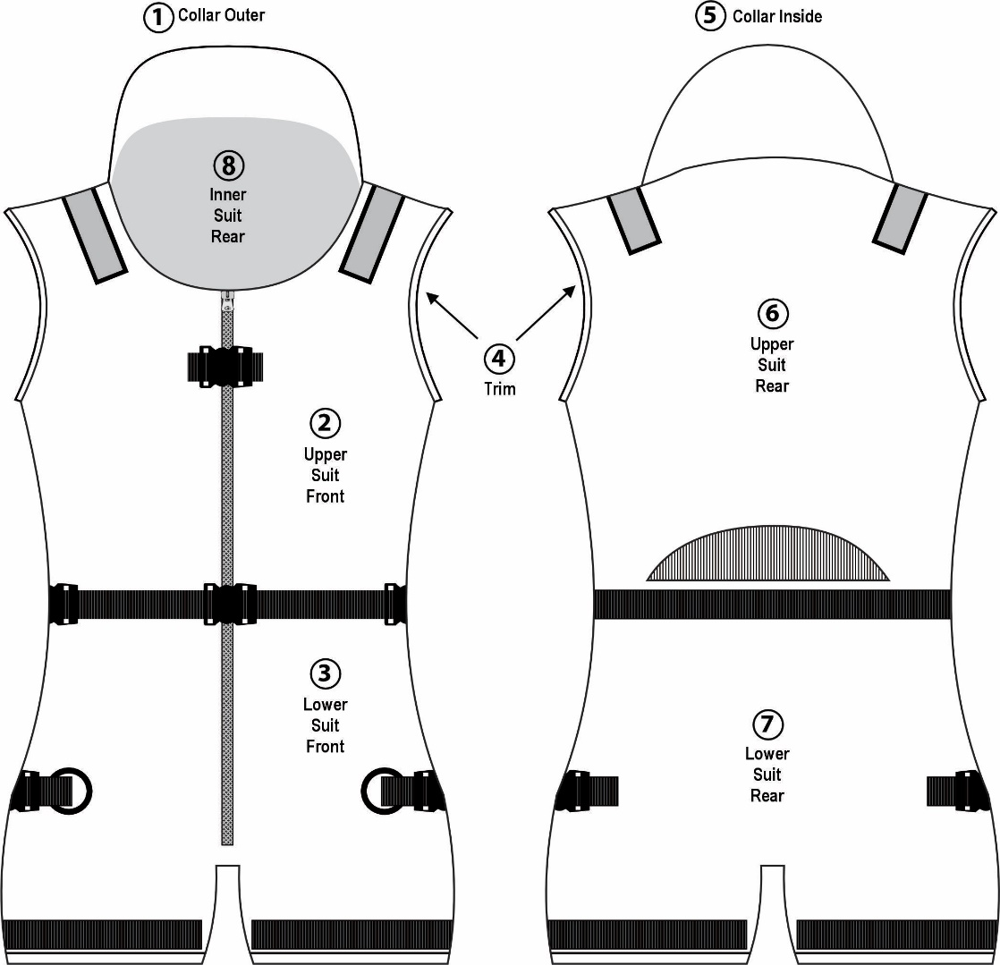 1 Collar Outer
5 Collar Inside
8
Inner
Suit
Rear
6
Upper
Suit
Rear
4
Trim
2
Upper
Suit
Front
3
Lower
Suit
Front
7
Lower
Suit
Rear